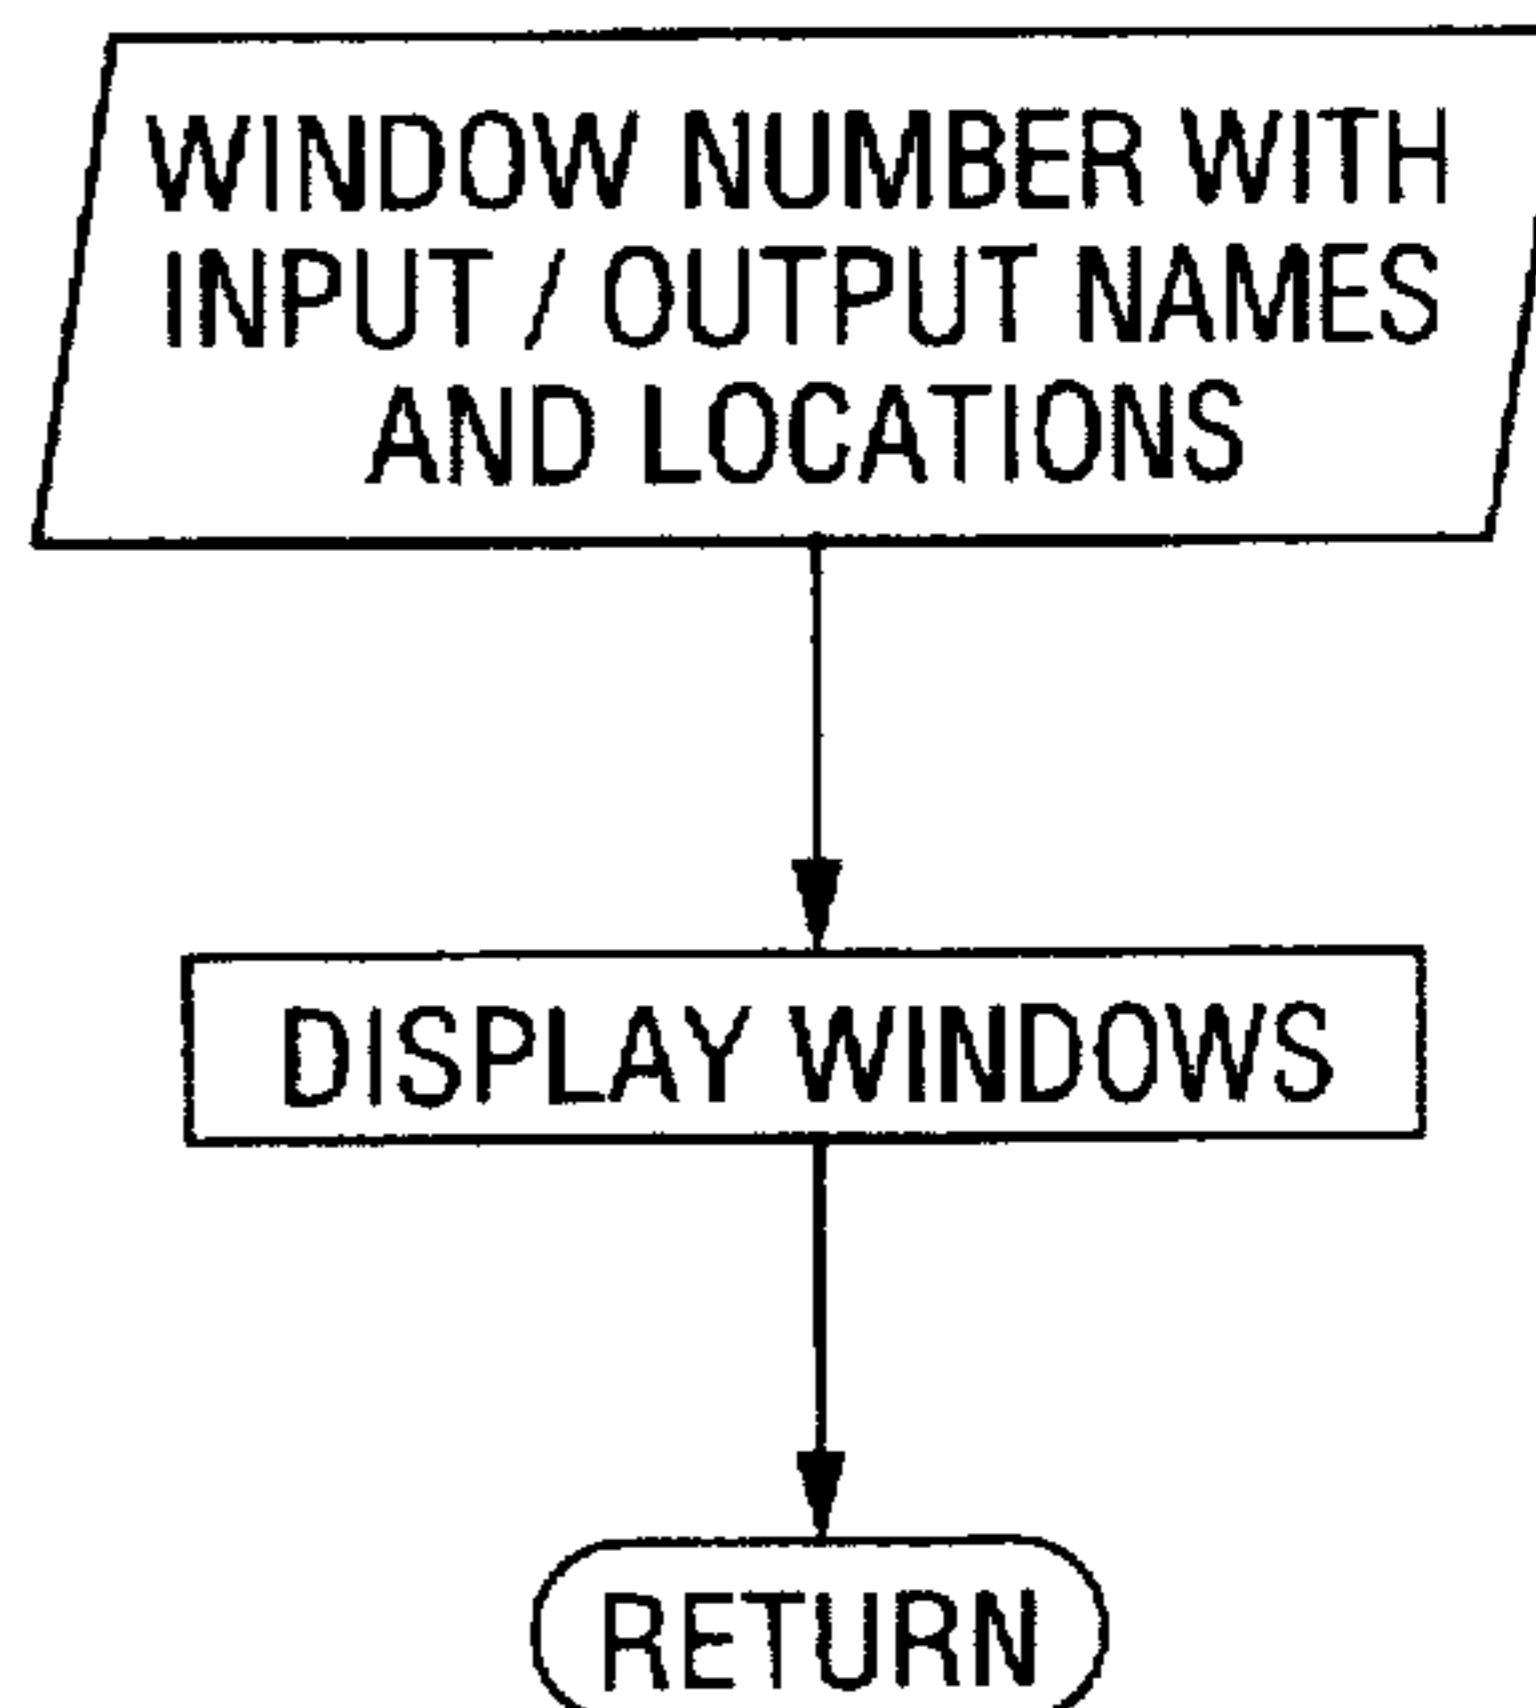 WINDOW NUMBER WITH
INPUT / OUTPUT NAMES
AND LOCATIONS
DISPLAY WINDOWS
RETURN